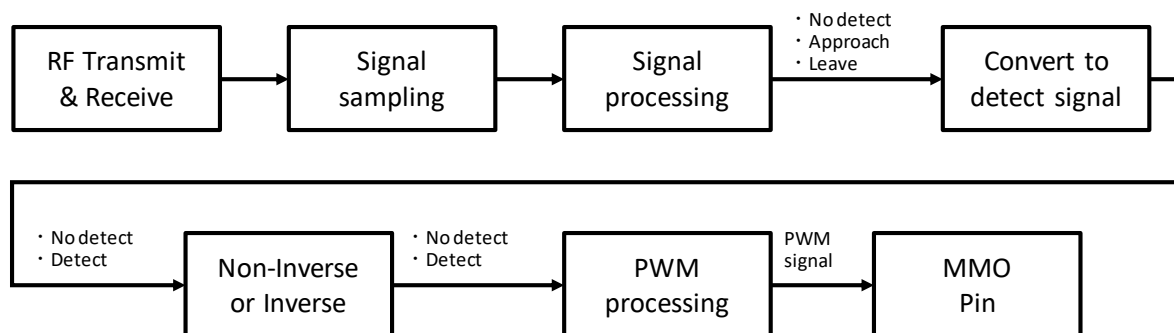 RF Transmit
& Receive
Signal
sampling
Signal
processing
・No detect
・Approach
・Leave
Convert to
detect signal
・No detect
・Detect
Non-Inverse
or Inverse
・No detect
・Detect
PWM
processing
PWM
signal
MMO
Pin